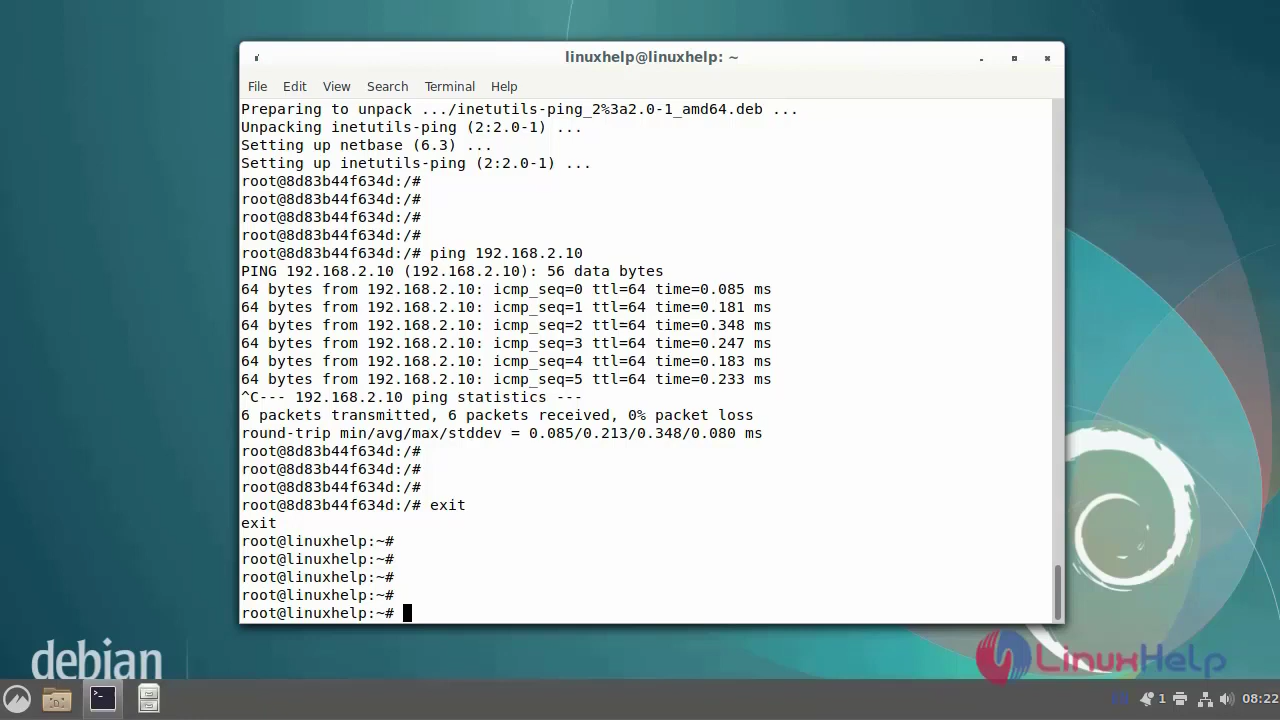 linuxhelp@linuxhelp: ~
File Edit View Search Terminal Help
Preparing to unpack .../inetutils-ping_2%3a2.0-1_amd64.deb ...
Unpacking inetutils-ping (2:2.0-1) ...
Setting up netbase (6.3) ...
Setting up inetutils-ping (2:2.0-1) ...
root@8d83b44f634d:/#
root@8d83b44f634d:/#
root@8d83b44f634d:/#
root@8d83b44f634d:/#
root@8d83b44f634d:/# ping 192.168.2.10
PING 192.168.2.10 (192.168.2.10): 56 data bytes
64 bytes from 192.168.2.10: icmp_seq=0 ttl=64 time=0.085 ms
64 bytes from 192.168.2.10: icmp_seq=1 ttl=64 time=0.181 ms
64 bytes from 192.168.2.10: icmp_seq=2 ttl=64 time=0.348 ms
64 bytes from 192.168.2.10: icmp_seq=3 ttl=64 time=0.247 ms
64 bytes from 192.168.2.10: icmp_seq=4 ttl=64 time=0.183 ms
64 bytes from 192.168.2.10: icmp_seq=5 ttl=64 time=0.233 ms
^C--- 192.168.2.10 ping statistics ---
6 packets transmitted, 6 packets received, 0% packet loss
round-trip min/avg/max/stddev = 0.085/0.213/0.348/0.080 ms
root@8d83b44f634d:/#
root@8d83b44f634d:/#
root@8d83b44f634d:/#
root@8d83b44f634d:/# exit
exit
root@linuxhelp:~#
root@linuxhelp:~#
root@linuxhelp:~#
root@linuxhelp:~#
root@linuxhelp:~#
debian
LinuxHelp
1 08:22